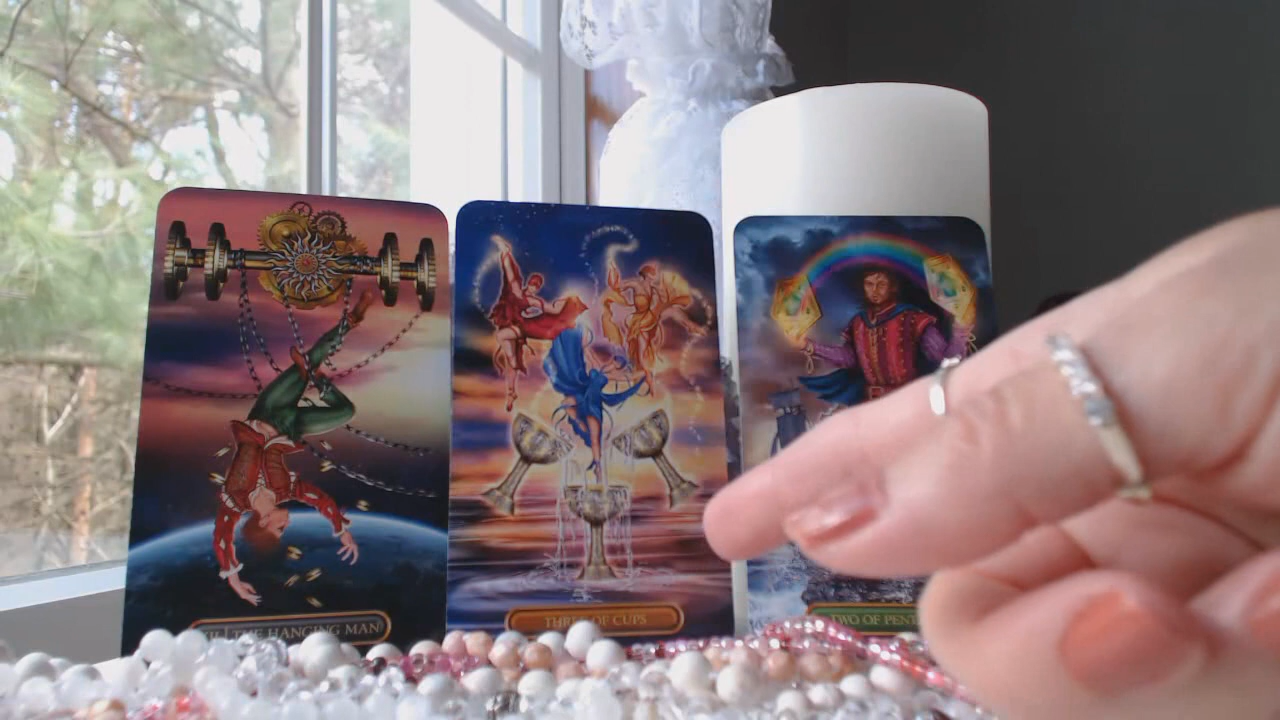 THE HANGING MAN
THREE OF CUPS
TWO OF PENT